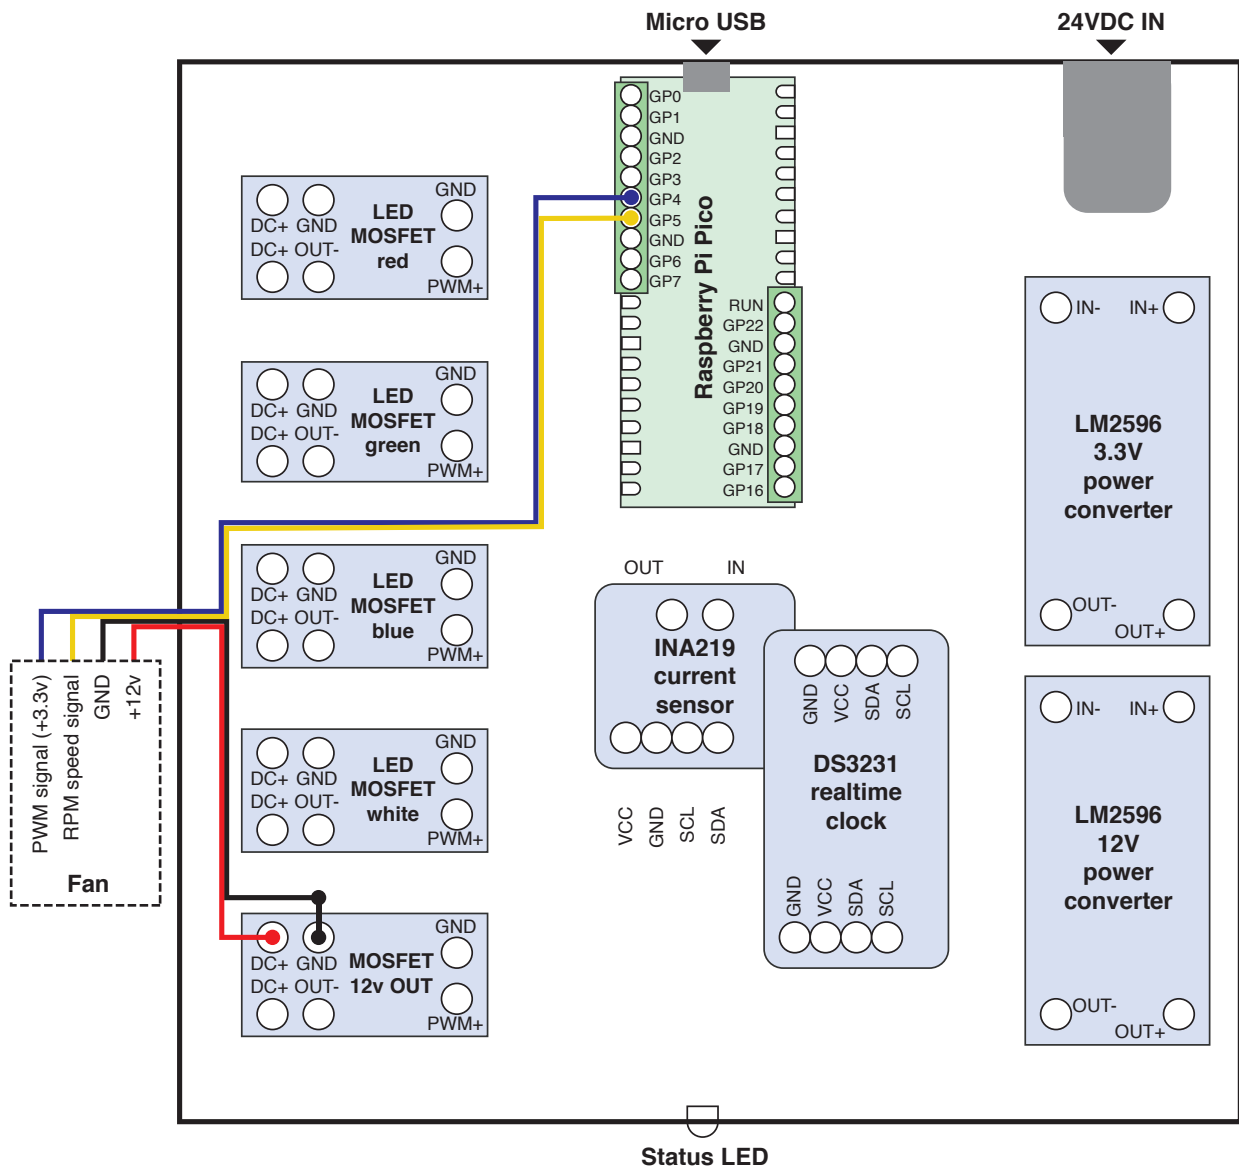 Micro USB
24VDC IN
GP0
GP1
GND
GP2
GP3
GP4
GP5
GND
GP6
GP7
Raspberry Pi Pico
RUN
GP22
GND
GP21
GP20
GP19
GP18
GND
GP17
GP16
GND
LED
DC+ GND
MOSFET
DC+ OUT-
red
PWM+
GND
LED
DC+ GND
MOSFET
DC+ OUT-
green
PWM+
GND
LED
DC+ GND
MOSFET
DC+ OUT-
blue
PWM+
GND
LED
DC+ GND
MOSFET
DC+ OUT-
white
PWM+
GND
DC+ GND
MOSFET
DC+ OUT-
12v OUT
PWM+
PWM signal (+3.3v)
RPM speed signal
GND
+12v
Fan
OUT IN
INA219
current
sensor
VCC
GND
SCL
SDA
GND
VCC
SDA
SCL
DS3231
realtime
clock
GND
VCC
SDA
SCL
IN- IN+
LM2596
3.3V
power
converter
OUT-
OUT+
IN- IN+
LM2596
12V
power
converter
OUT-
OUT+
Status LED